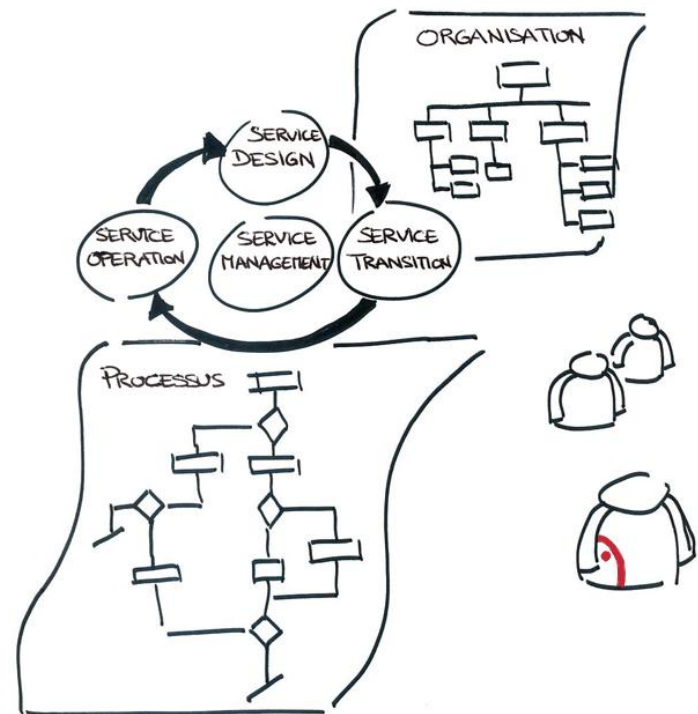 ORGANISATION
SERVICE
DESIGN
SERVICE
OPERATION
SERVICE
MANAGEMENT
SERVICE
TRANSITION
PROCESSUS